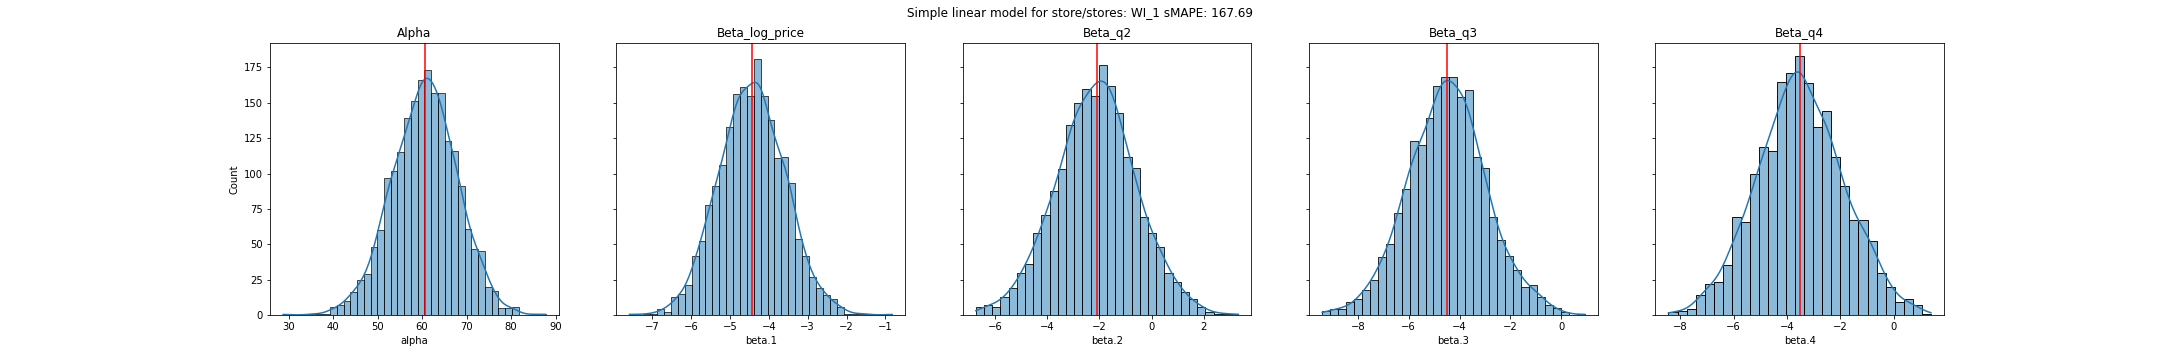 Simple linear model for store/stores: WI_1 sMAPE: 167.69
Alpha
Beta_log_price
Beta_q2
Beta_q3
Beta_q4
Count
175
150
125
100
75
50
25
0
30 40 50 60 70 80 90
−7 −6 −5 −4 −3 −2 −1
−6 −4 −2 0 2
−8 −6 −4 −2 0
−8 −6 −4 −2 0
alpha
beta.1
beta.2
beta.3
beta.4